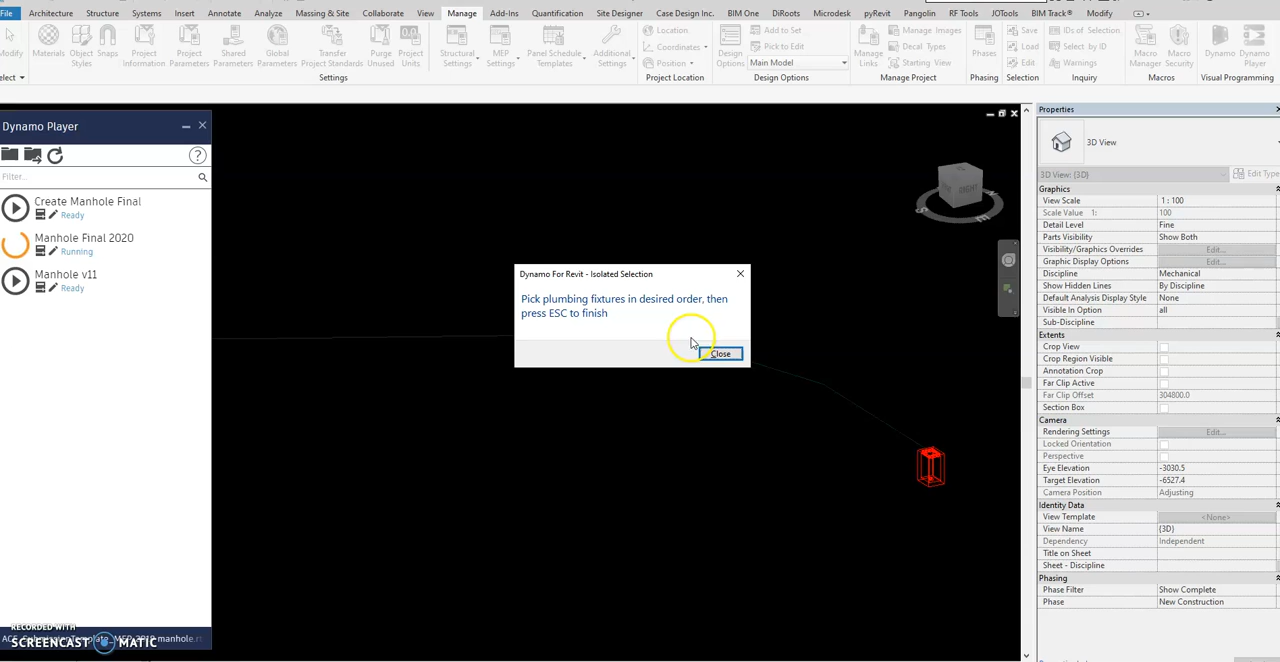 File Architecture Structure Systems Insert Annotate Analyze Massing & Site Collaborate View Manage Add-Ins Quantification Site Designer Case Design Inc. BIM One DiRoots Microdesk pyRevit Pangolin RF Tools JOTools BIM Track® Modify
Modify Materials Object Styles Snaps Project Information Project Parameters Shared Parameters Global Parameters Transfer Project Standards Purge Unused Project Units Structural Settings MEP Settings Panel Schedule Templates Additional Settings
Location
Coordinates
Position
Design Options
Add to Set
Pick to Edit
Main Model
Manage Links
Manage Images
Decal Types
Starting View
Phasing
Save
Load
Edit
IDs of Selection
Select by ID
Warnings
Macro Manager
Macro Security
Dynamo
Dynamo Player
Select Settings Project Location Design Options Manage Project Phasing Selection Inquiry Macros Visual Programming
Dynamo Player
Filter...
Create Manhole Final
Ready
Manhole Final 2020
Running
Manhole v11
Ready
RECORDED WITH
SCREENCAST MATIC
Dynamo For Revit - Isolated Selection
Pick plumbing fixtures in desired order, then
press ESC to finish
Close
RIGHT
S
E
N
Properties
3D View
3D View: {3D} Edit Type
Graphics
View Scale 1 : 100
Scale Value 1: 100
Detail Level Fine
Parts Visibility Show Both
Visibility/Graphics Overrides Edit...
Graphic Display Options Edit...
Discipline Mechanical
Show Hidden Lines By Discipline
Default Analysis Display Style None
Visible In Option all
Sub-Discipline
Extents
Crop View
Crop Region Visible
Annotation Crop
Far Clip Active
Far Clip Offset 304800.0
Section Box
Camera
Rendering Settings Edit...
Locked Orientation
Perspective
Eye Elevation -3030.5
Target Elevation -6527.4
Camera Position Adjusting
Identity Data
View Template <None>
View Name {3D}
Dependency Independent
Title on Sheet
Sheet - Discipline
Phasing
Phase Filter Show Complete
Phase New Construction